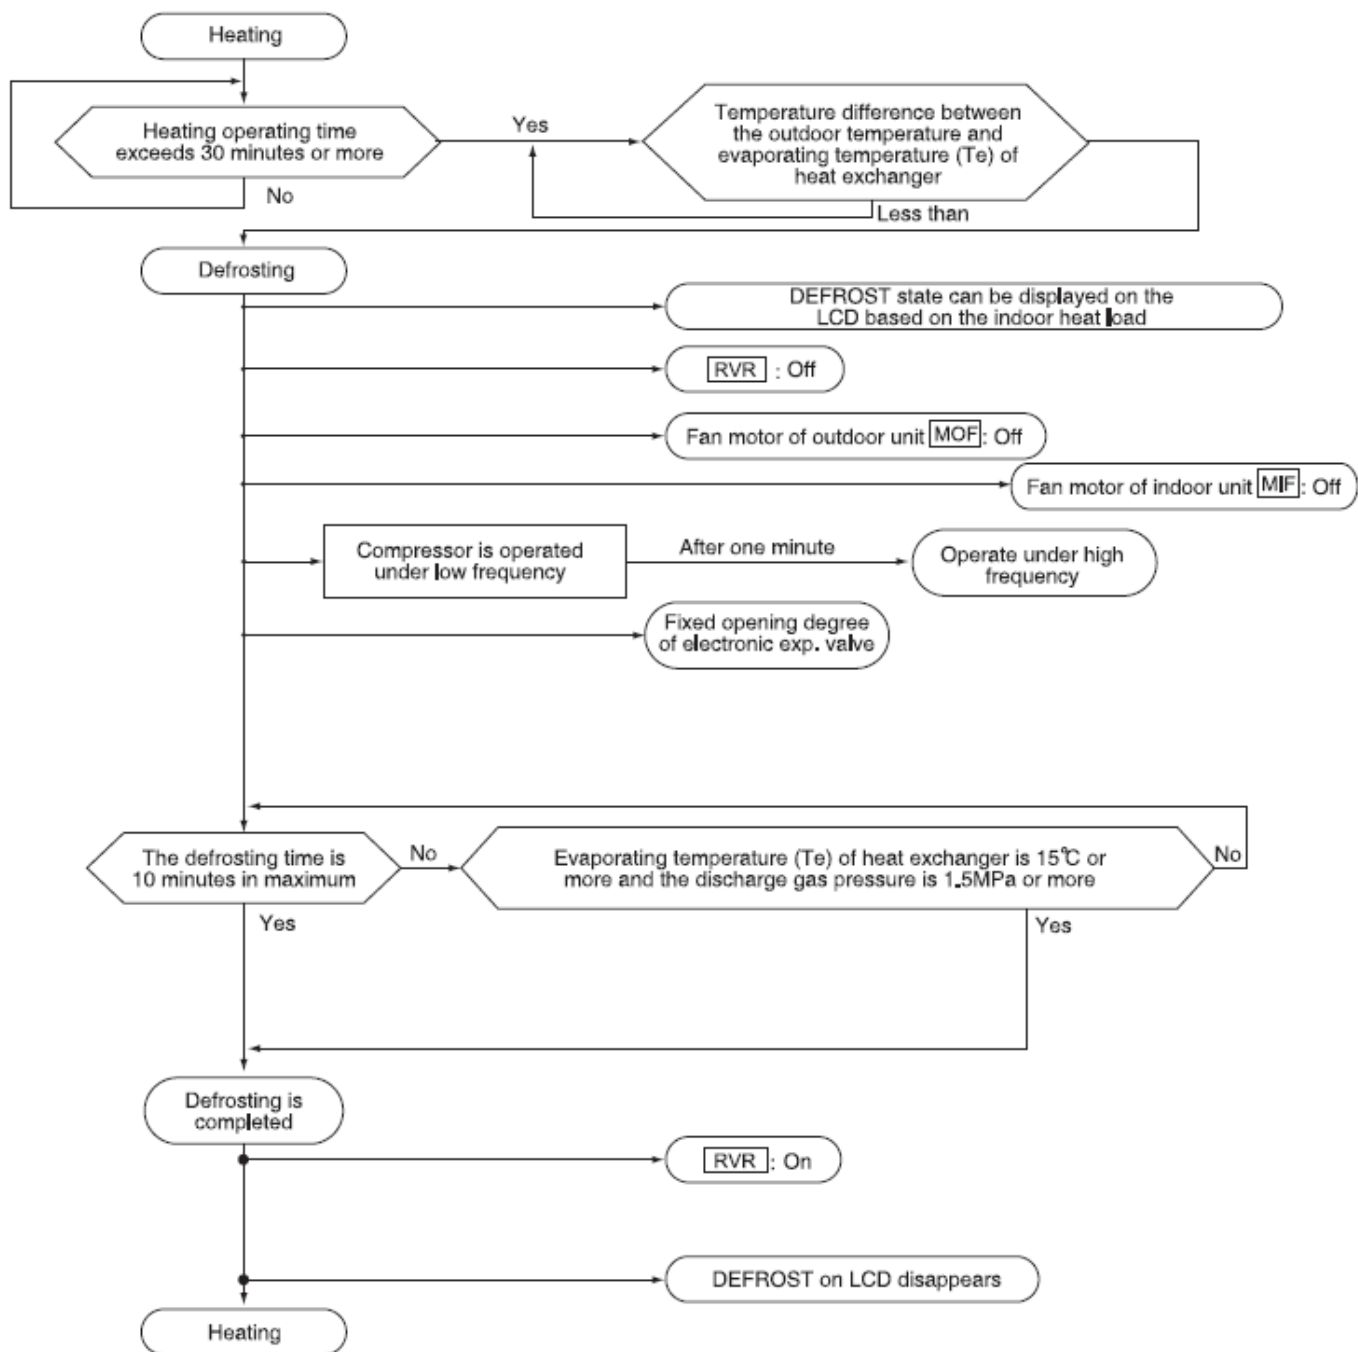 Heating
Heating operating time
exceeds 30 minutes or more
Yes
No
Temperature difference between
the outdoor temperature and
evaporating temperature (Te) of
heat exchanger
Less than
Defrosting
DEFROST state can be displayed on the
LCD based on the indoor heat load
RVR : Off
Fan motor of outdoor unit MOF: Off
Fan motor of indoor unit MIF: Off
Compressor is operated
under low frequency
After one minute
Operate under high
frequency
Fixed opening degree
of electronic exp. valve
The defrosting time is
10 minutes in maximum
No
Yes
Evaporating temperature (Te) of heat exchanger is 15℃ or
more and the discharge gas pressure is 1.5MPa or more
No
Yes
Defrosting is
completed
RVR : On
DEFROST on LCD disappears
Heating